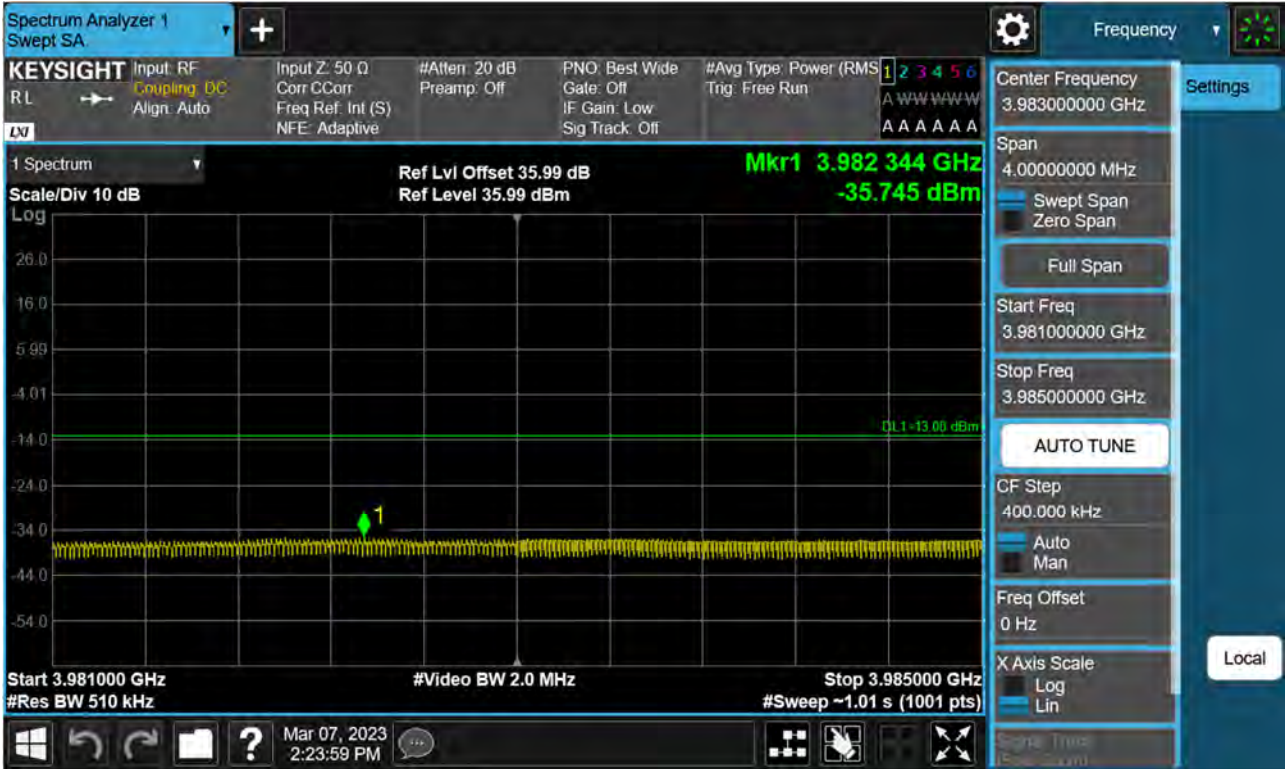 Spectrum Analyzer 1
Swept SA
Frequency
KEYSIGHT
R L
LXI
Input: RF
Coupling: DC
Align: Auto
Input Z: 50 Ω
Corr CCorr
Freq Ref: Int (S)
NFE: Adaptive
#Atten: 20 dB
Preamp: Off
PNO: Best Wide
Gate: Off
IF Gain: Low
Sig Track: Off
#Avg Type: Power (RMS
Trig: Free Run
1 2 3 4 5 6
A W W W W W
A A A A A A
1 Spectrum
Scale/Div 10 dB
Log
Ref Lvl Offset 35.99 dB
Ref Level 35.99 dBm
Mkr1 3.982 344 GHz
-35.745 dBm
26.0
16.0
5.99
-4.01
-14.0
-24.0
-34.0
-44.0
-54.0
1
Start 3.981000 GHz
#Res BW 510 kHz
#Video BW 2.0 MHz
Stop 3.985000 GHz
#Sweep ~1.01 s (1001 pts)
Mar 07, 2023
2:23:59 PM
?
Center Frequency
3.983000000 GHz
Settings
Span
4.00000000 MHz
Swept Span
Zero Span
Full Span
Start Freq
3.981000000 GHz
Stop Freq
3.985000000 GHz
AUTO TUNE
CF Step
400.000 kHz
Auto
Man
Freq Offset
0 Hz
X Axis Scale
Log
Lin
Local